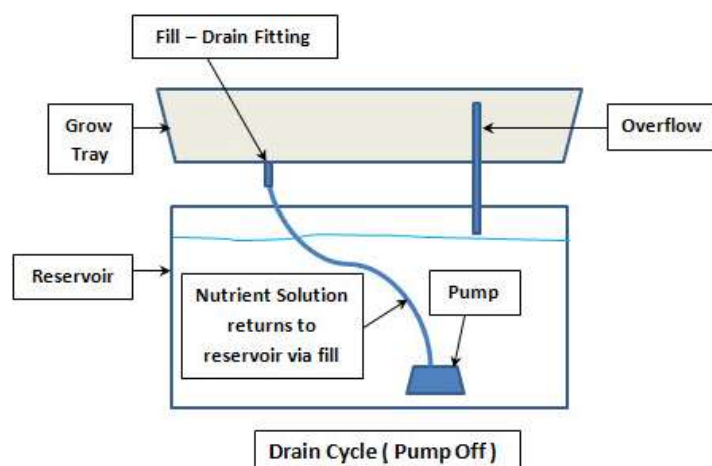 Fill – Drain Fitting
Grow
Tray
Overflow
Reservoir
Nutrient Solution
returns to
reservoir via fill
Pump
Drain Cycle ( Pump Off )